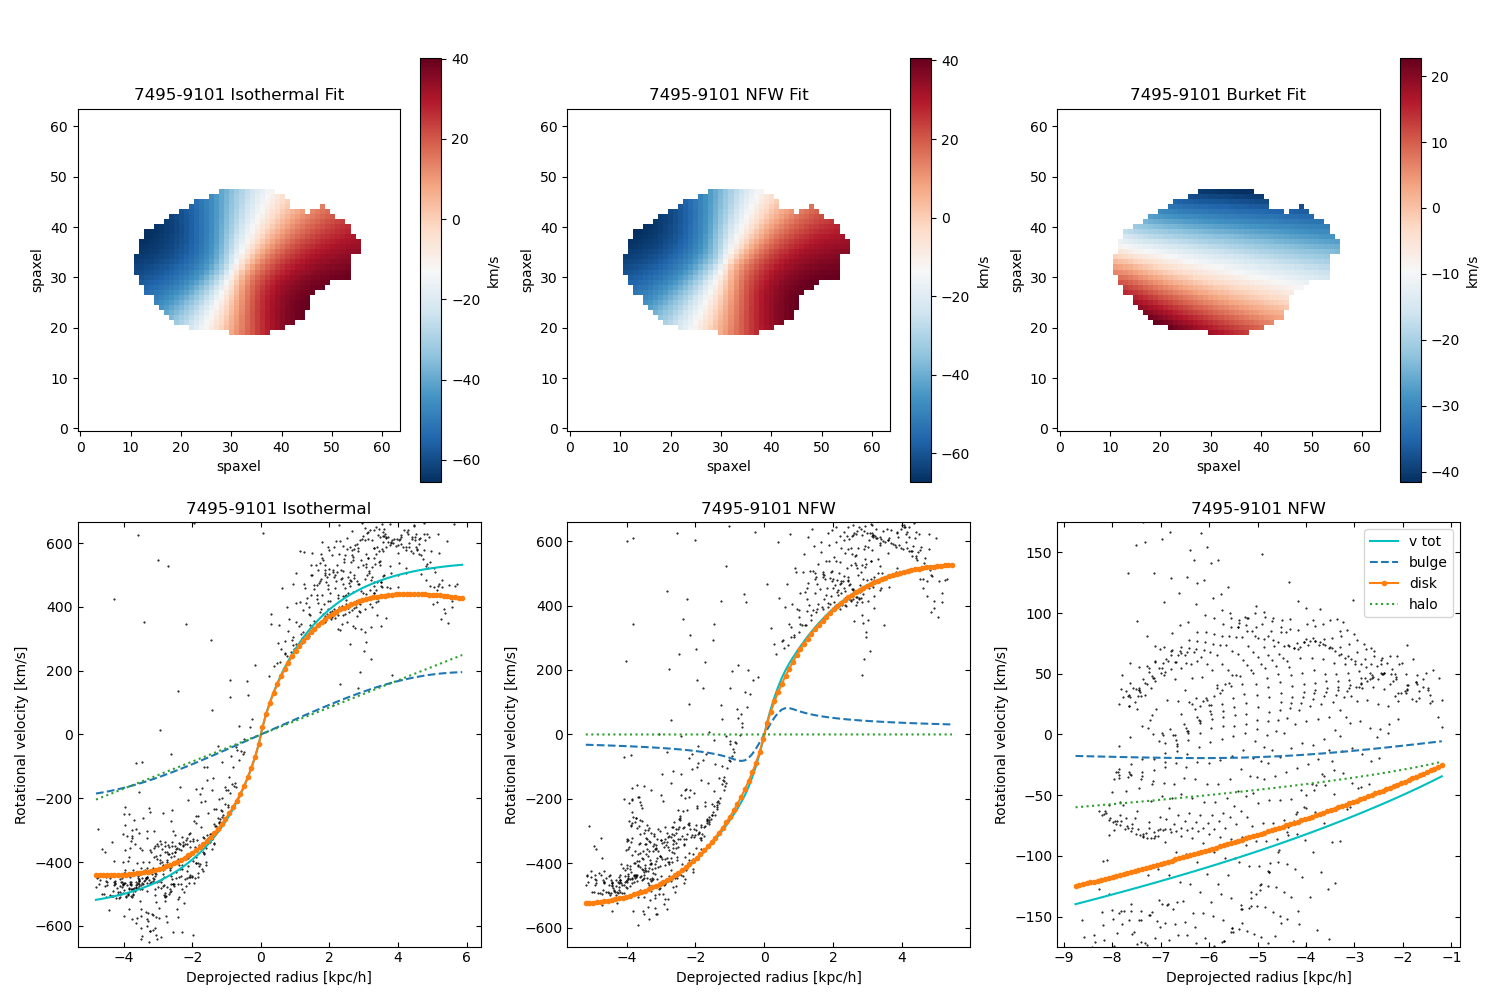 7495-9101 Isothermal Fit
60
50
40
30
20
10
0
spaxel
0 10 20 30 40 50 60
spaxel
40
20
0
−20
−40
−60
km/s
7495-9101 NFW Fit
60
50
40
30
20
10
0
spaxel
0 10 20 30 40 50 60
spaxel
40
20
0
−20
−40
−60
km/s
7495-9101 Burket Fit
60
50
40
30
20
10
0
spaxel
0 10 20 30 40 50 60
spaxel
20
10
0
−10
−20
−30
−40
km/s
7495-9101 Isothermal
600
400
200
0
−200
−400
−600
Rotational velocity [km/s]
−4 −2 0 2 4 6
Deprojected radius [kpc/h]
7495-9101 NFW
600
400
200
0
−200
−400
−600
Rotational velocity [km/s]
−4 −2 0 2 4
Deprojected radius [kpc/h]
7495-9101 NFW
v tot
bulge
disk
halo
150
100
50
0
−50
−100
−150
Rotational velocity [km/s]
−9 −8 −7 −6 −5 −4 −3 −2 −1
Deprojected radius [kpc/h]